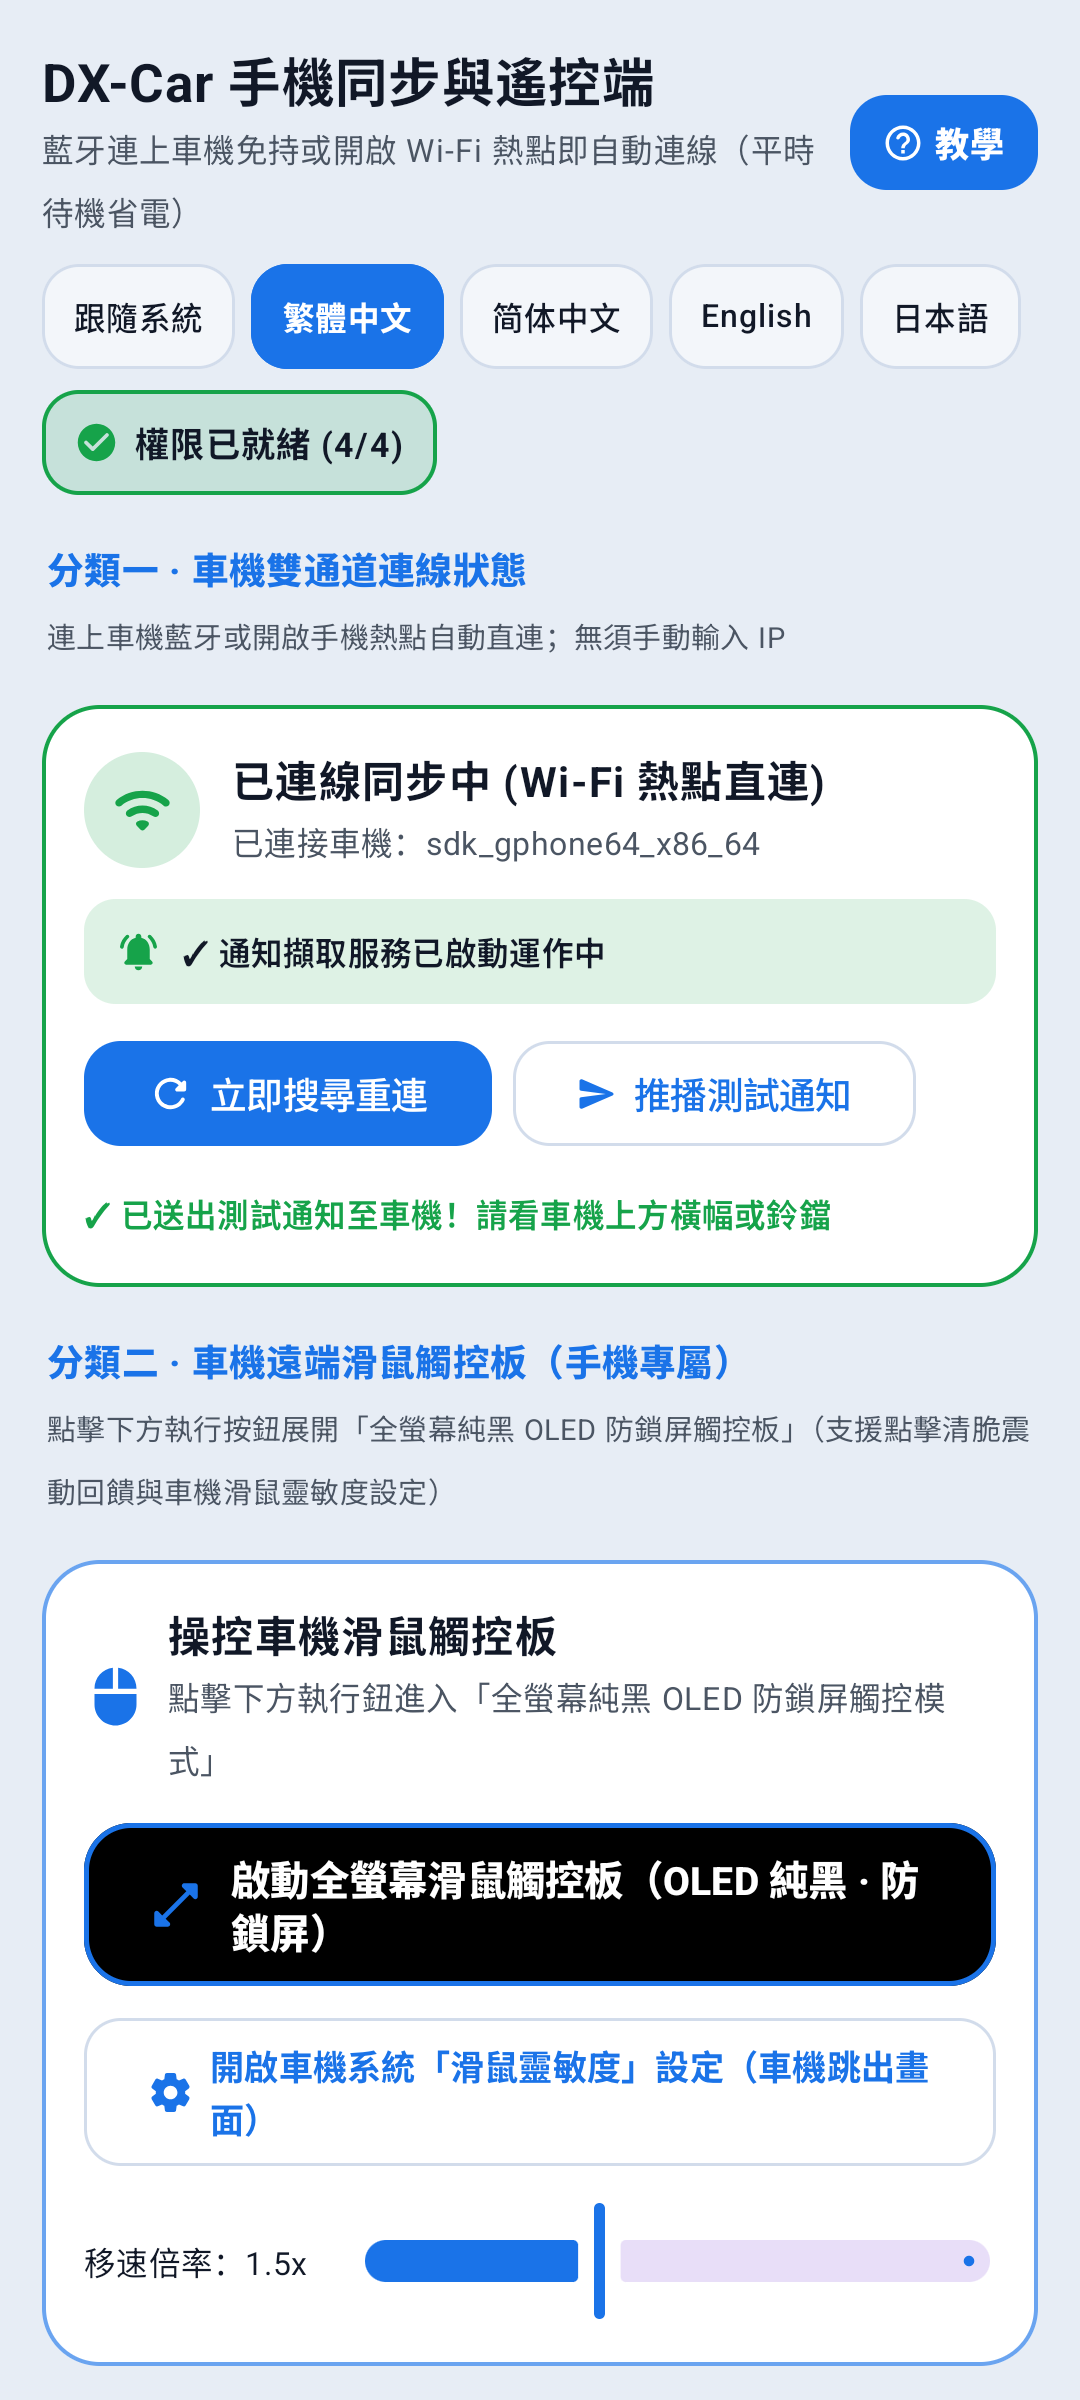 DX-Car 手機同步與遙控端
藍牙連上車機免持或開啟 Wi-Fi 熱點即自動連線（平時
待機省電）
教學
跟隨系統
繁體中文
简体中文
English
日本語
權限已就緒 (4/4)
分類一 · 車機雙通道連線狀態
連上車機藍牙或開啟手機熱點自動直連；無須手動輸入 IP
已連線同步中 (Wi-Fi 熱點直連)
已連接車機：sdk_gphone64_x86_64
✓ 通知擷取服務已啟動運作中
立即搜尋重連
推播測試通知
✓ 已送出測試通知至車機！請看車機上方橫幅或鈴鐺
分類二 · 車機遠端滑鼠觸控板（手機專屬）
點擊下方執行按鈕展開「全螢幕純黑 OLED 防鎖屏觸控板」（支援點擊清脆震
動回饋與車機滑鼠靈敏度設定）
操控車機滑鼠觸控板
點擊下方執行鈕進入「全螢幕純黑 OLED 防鎖屏觸控模
式」
啟動全螢幕滑鼠觸控板（OLED 純黑 · 防
鎖屏）
開啟車機系統「滑鼠靈敏度」設定（車機跳出畫
面）
移速倍率：1.5x